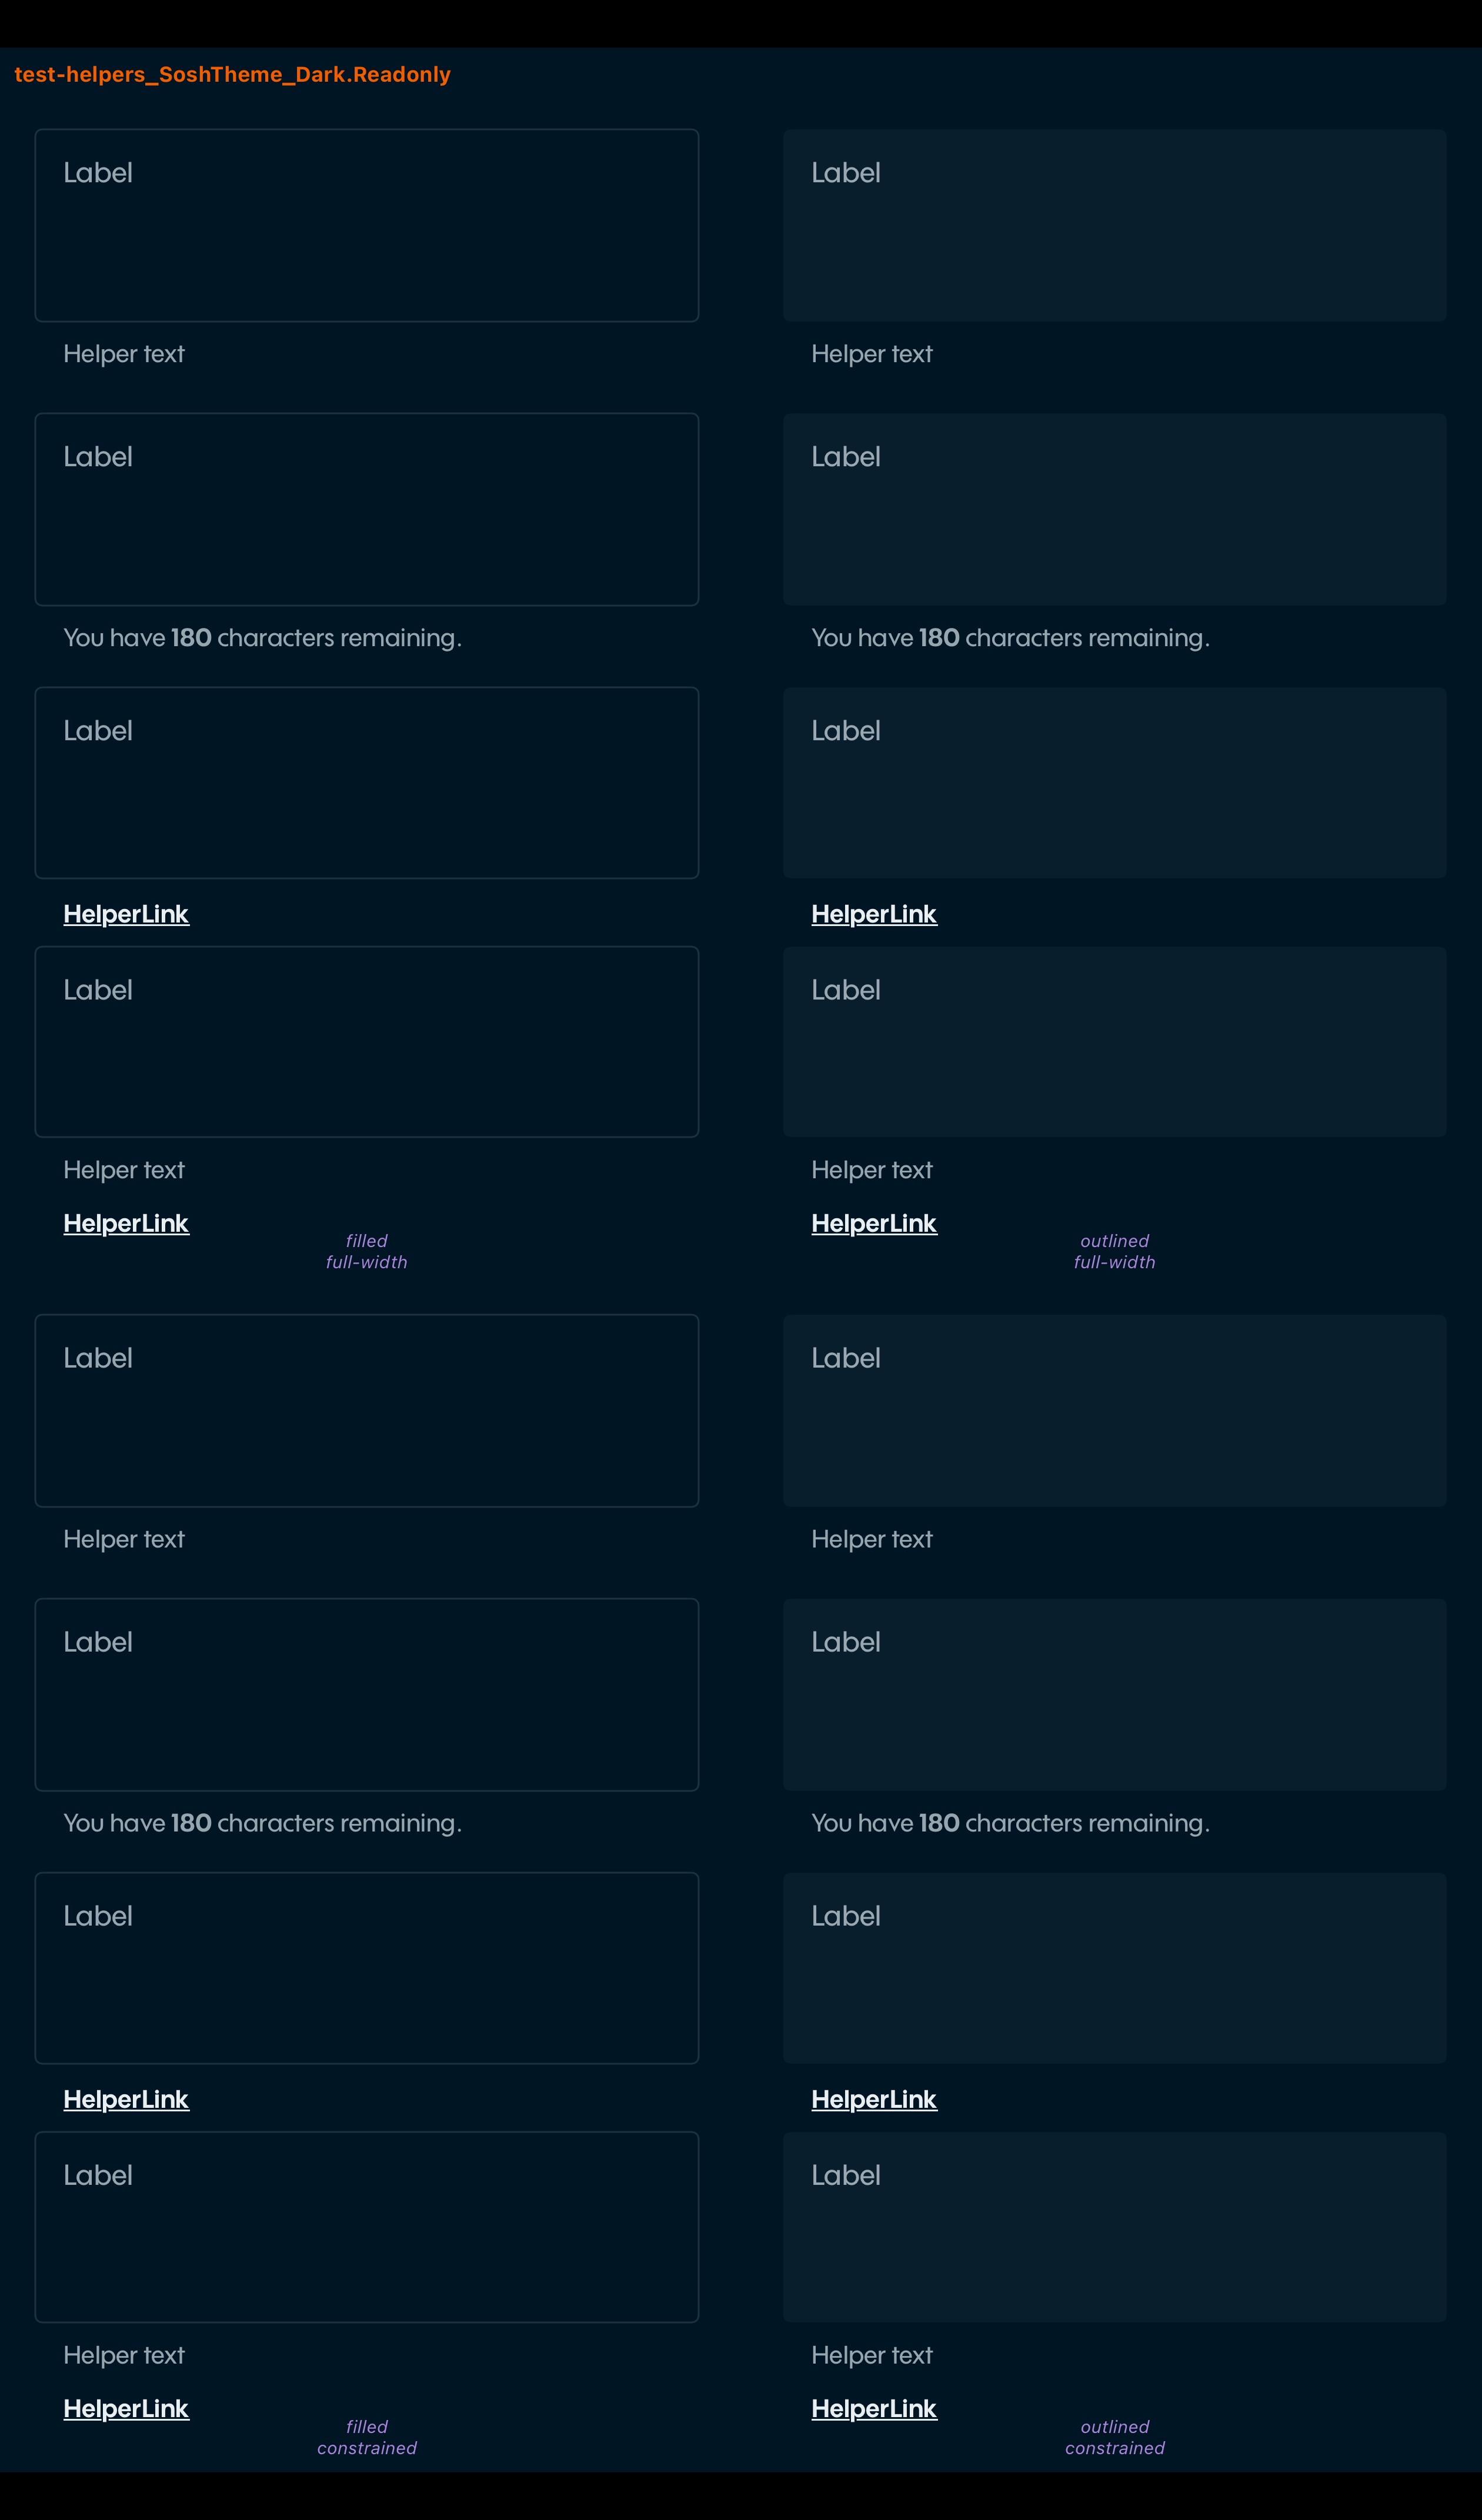 test-helpers_SoshTheme_Dark.Readonly
Label
Label
Helper text
Helper text
Label
Label
You have 180 characters remaining.
You have 180 characters remaining.
Label
Label
HelperLink
HelperLink
Label
Label
Helper text
Helper text
HelperLink
HelperLink
filled
full-width
outlined
full-width
Label
Label
Helper text
Helper text
Label
Label
You have 180 characters remaining.
You have 180 characters remaining.
Label
Label
HelperLink
HelperLink
Label
Label
Helper text
Helper text
HelperLink
HelperLink
filled
constrained
outlined
constrained